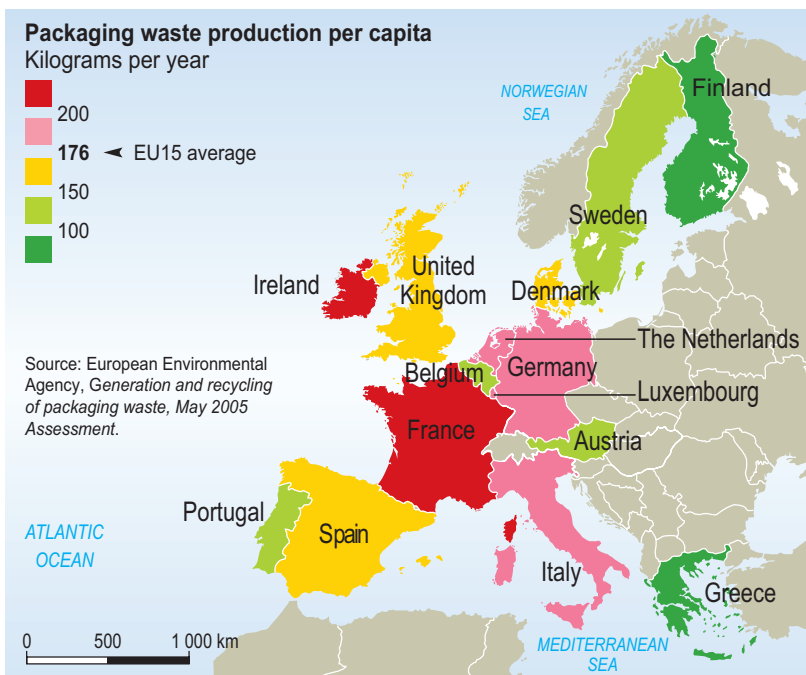 Packaging waste production per capita
Kilograms per year
200
176 ◄ EU15 average
150
100
NORWEGIAN
SEA
Finland
Sweden
Ireland
United
Kingdom
Denmark
The Netherlands
Belgium
Germany
Luxembourg
Source: European Environmental
Agency, Generation and recycling
of packaging waste, May 2005
Assessment.
France
Austria
Portugal
Spain
ATLANTIC
OCEAN
Italy
Greece
MEDITERRANEAN
SEA
0 500 1 000 km